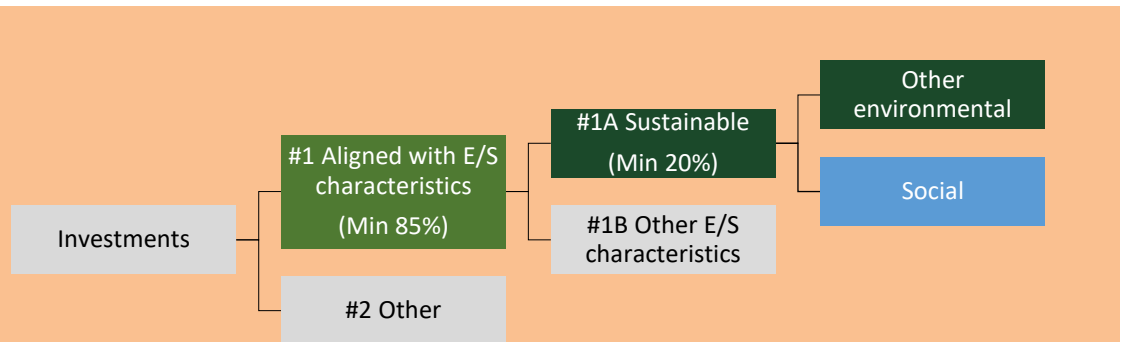 Investments
#1 Aligned with E/S
characteristics
(Min 85%)
#2 Other
#1A Sustainable
(Min 20%)
#1B Other E/S
characteristics
Other
environmental
Social